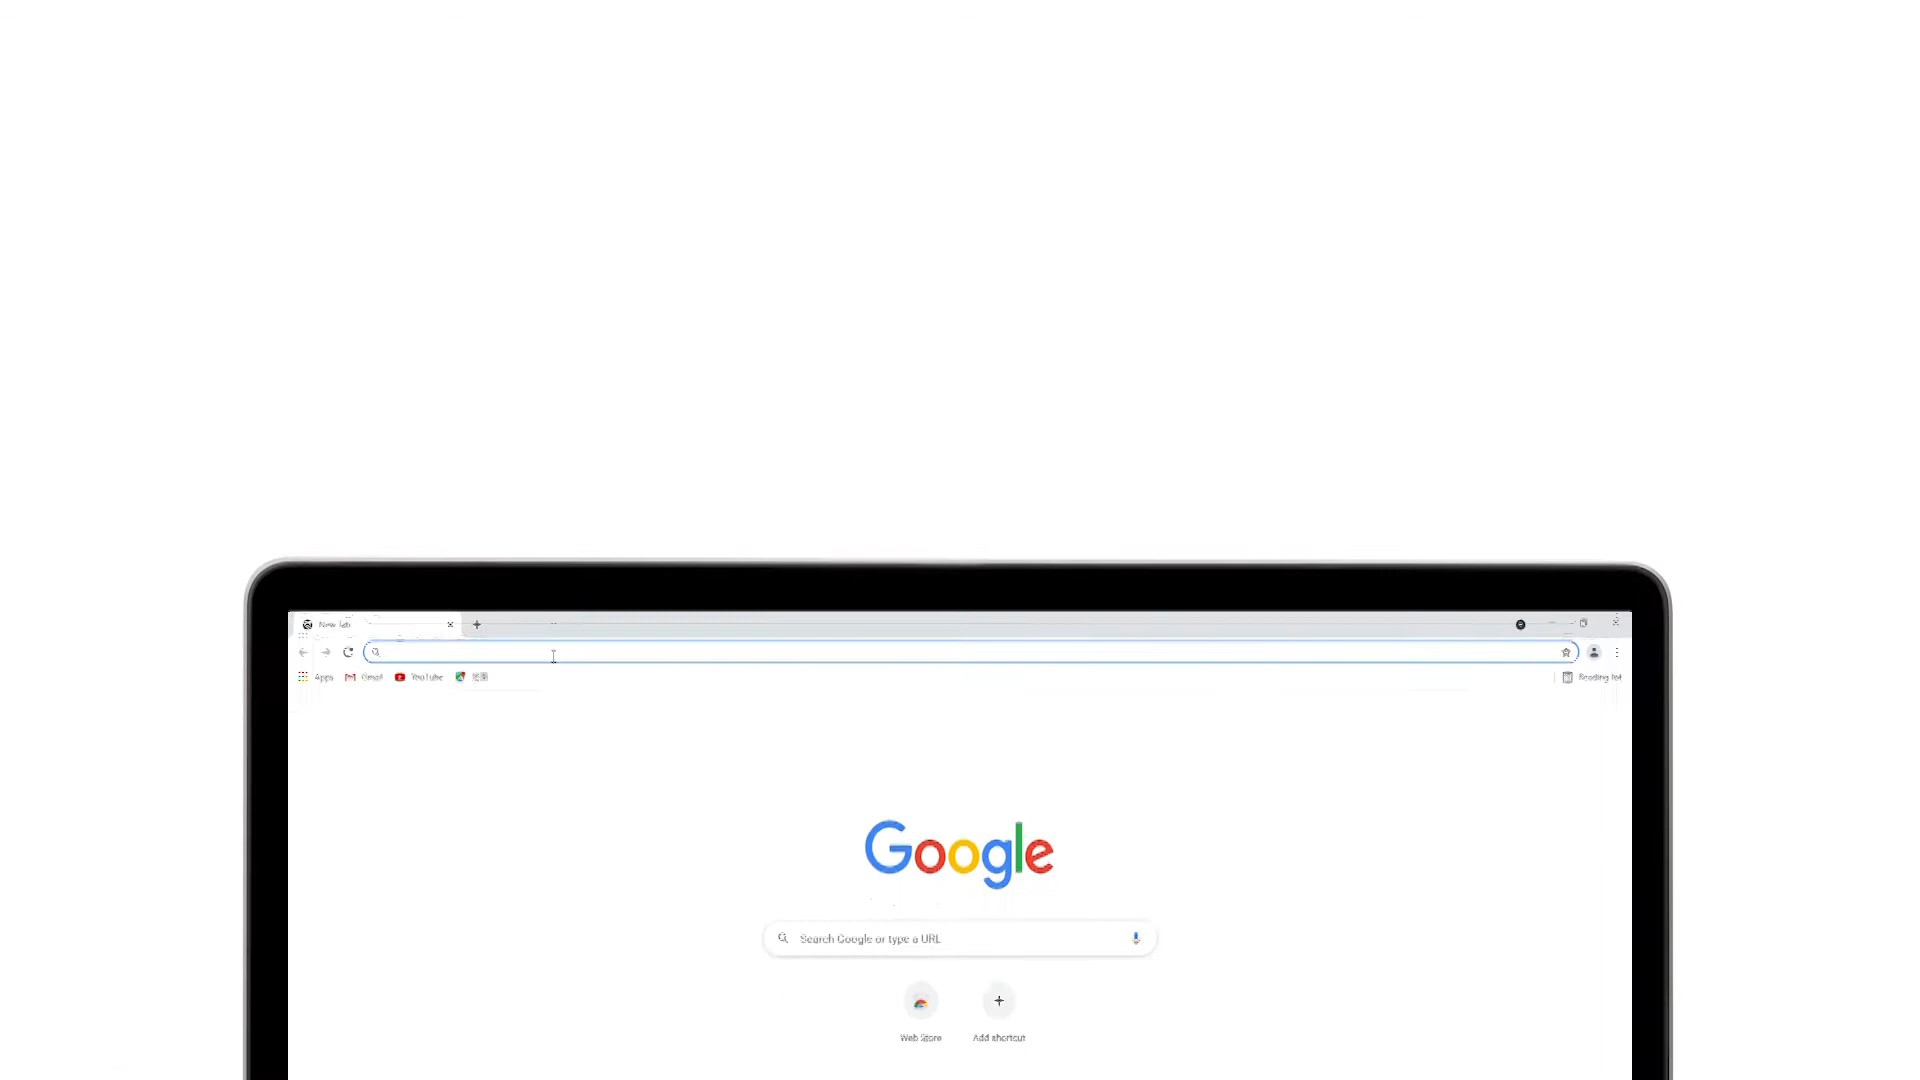 New Tab
Apps Gmail YouTube
Reading list
Google
Search Google or type a URL
Web Store Add shortcut